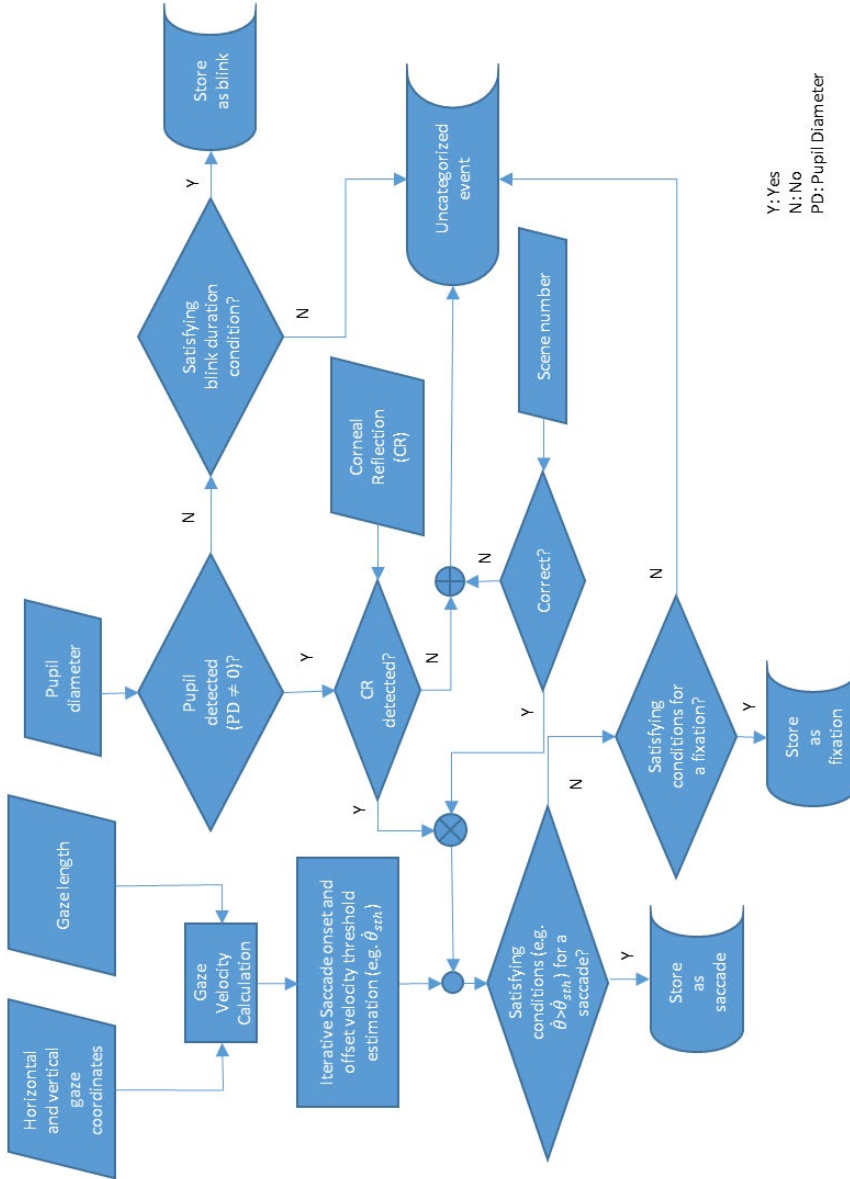 Horizontal
and vertical
gaze
coordinates
Gaze length
Pupil
diameter
Gaze
Velocity
Calculation
Pupil
detected
(PD ≠ 0)?
N
Satisfying
blink duration
condition?
Y
Store
as blink
Y
N
Iterative Saccade onset and
offset velocity threshold
estimation (e.g. θ̇sth)
CR
detected?
Corneal
Reflection
(CR)
Y
N
Uncategorized
event
Correct?
Scene number
N
Y
Satisfying
conditions (e.g.
θ̇>θ̇sth) for a
saccade?
N
Y
Store
as
saccade
Satisfying
conditions for
a fixation?
N
Y
Store
as
fixation
Y: Yes
N: No
PD: Pupil Diameter